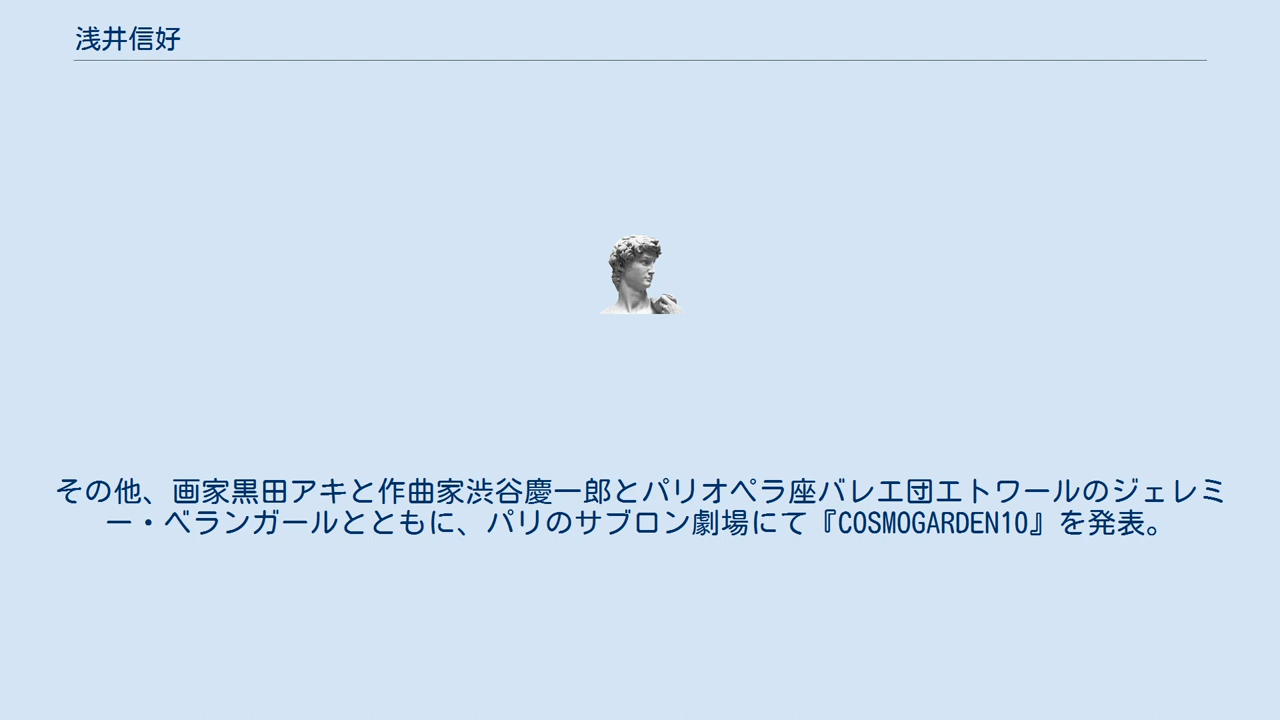 浅井信好
その他、画家黒田アキと作曲家渋谷慶一郎とパリオペラ座バレエ団エトワールのジェレミ
ー・ベランガールとともに、パリのサブロン劇場にて『COSMOGARDEN10』を発表。